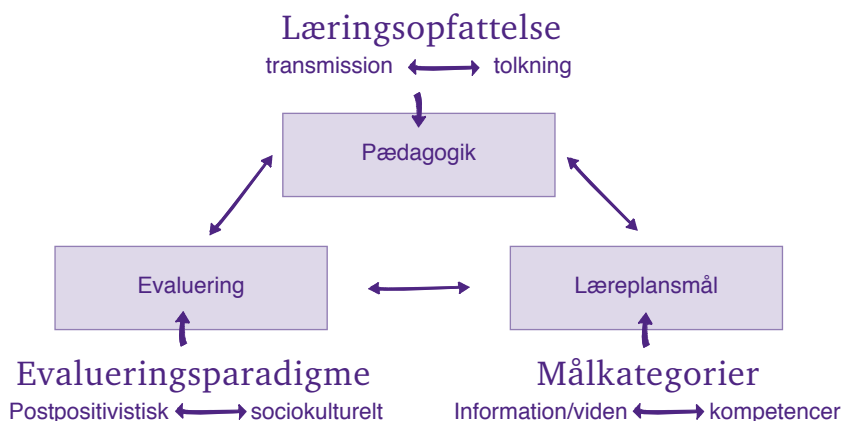 Læringsopfattelse
transmission tolkning
Pædagogik
Evaluering Læreplansmål
Evalueringsparadigme Målkategorier
Postpositivistisk sociokulturelt Information/viden kompetencer